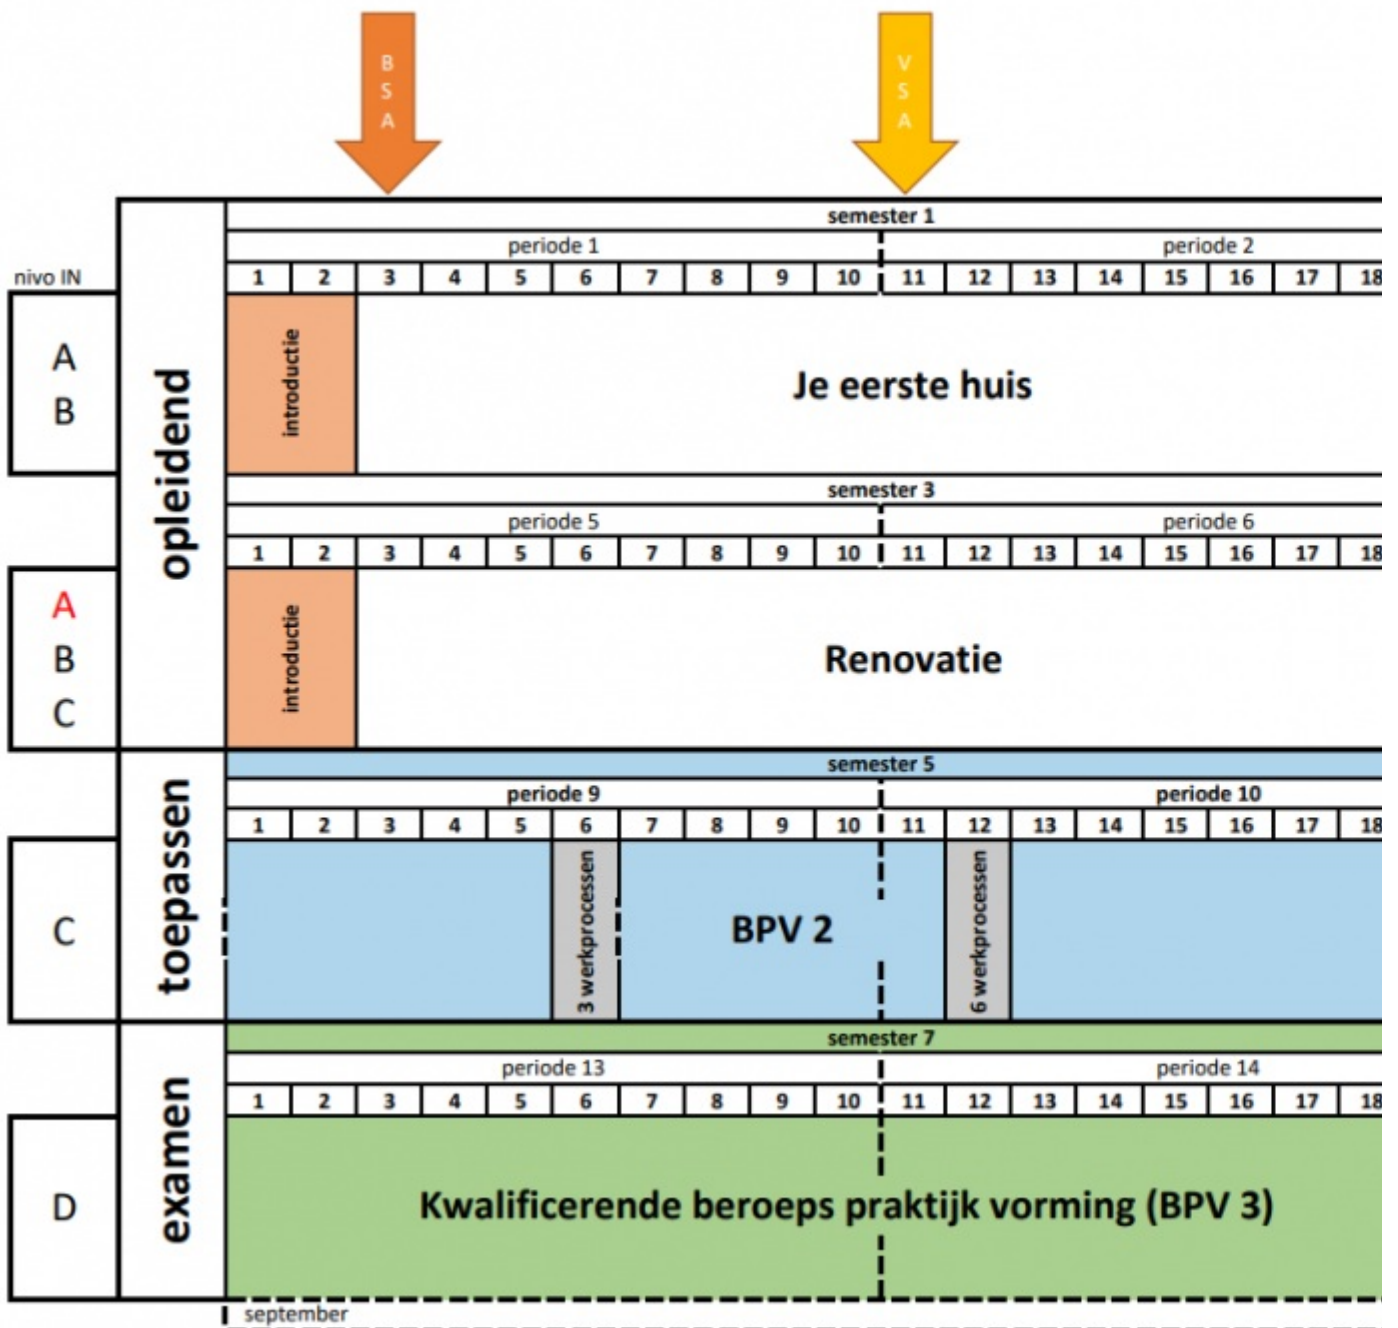 BSA
VSA
semester 1
periode 1 periode 2
nivo IN
1 2 3 4 5 6 7 8 9 10 11 12 13 14 15 16 17 18
A
B
opleidend
introductie
Je eerste huis
semester 3
periode 5 periode 6
1 2 3 4 5 6 7 8 9 10 11 12 13 14 15 16 17 18
A
B
C
introductie
Renovatie
semester 5
periode 9 periode 10
1 2 3 4 5 6 7 8 9 10 11 12 13 14 15 16 17 18
C
toepassen
3 werkprocessen
BPV 2
6 werkprocessen
semester 7
periode 13 periode 14
1 2 3 4 5 6 7 8 9 10 11 12 13 14 15 16 17 18
D
examen
Kwalificerende beroeps praktijk vorming (BPV 3)
september